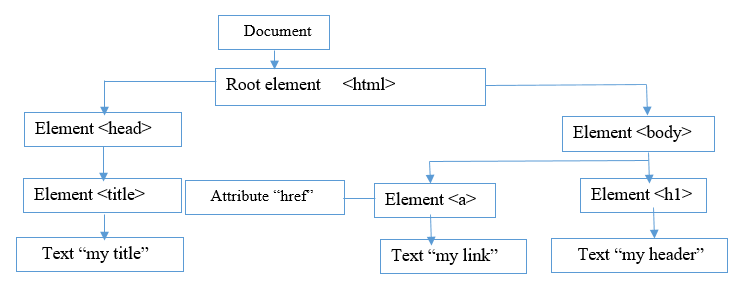 Document
Root element <html>
Element <head>
Element <body>
Element <title>
Attribute “href”
Element <a>
Element <h1>
Text “my title”
Text “my link”
Text “my header”